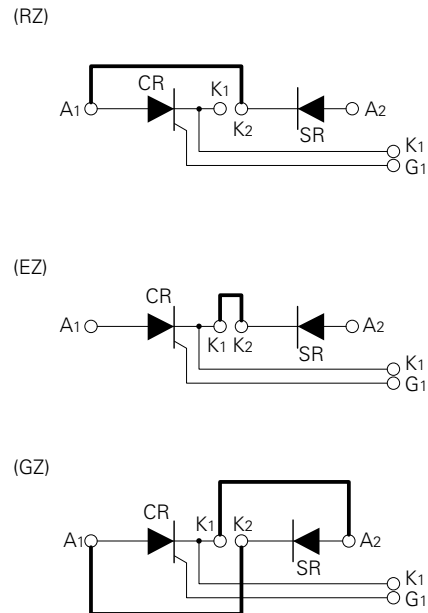 (RZ)
CR K1
A1 K2 SR A2
K1
G1
(EZ)
CR
A1 K1 K2 SR A2
K1
G1
(GZ)
CR K1 K2
A1 SR A2
K1
G1